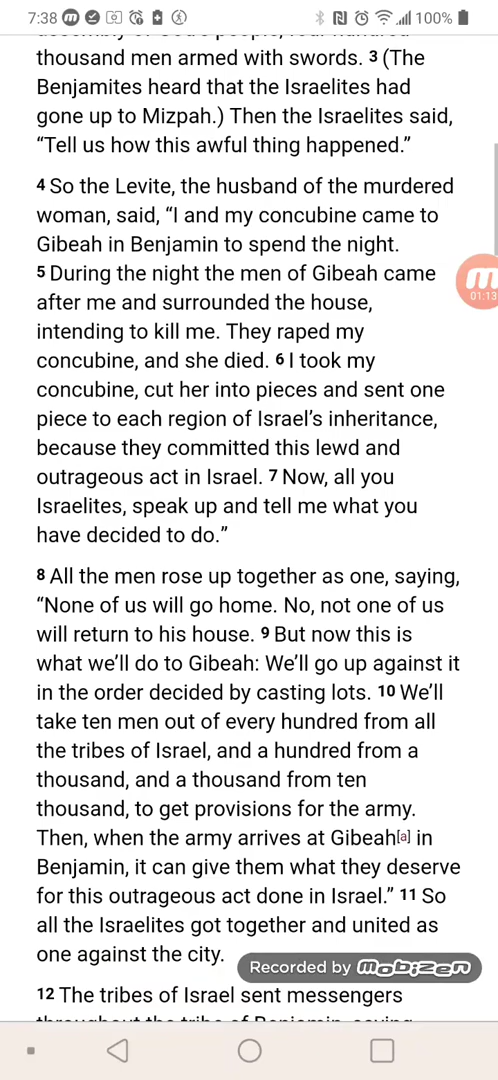 7:38
100%
thousand men armed with swords. 3 (The
Benjamites heard that the Israelites had
gone up to Mizpah.) Then the Israelites said,
“Tell us how this awful thing happened.”
4 So the Levite, the husband of the murdered
woman, said, “I and my concubine came to
Gibeah in Benjamin to spend the night.
5 During the night the men of Gibeah came
after me and surrounded the house,
01:13
intending to kill me. They raped my
concubine, and she died. 6 I took my
concubine, cut her into pieces and sent one
piece to each region of Israel’s inheritance,
because they committed this lewd and
outrageous act in Israel. 7 Now, all you
Israelites, speak up and tell me what you
have decided to do.”
8 All the men rose up together as one, saying,
“None of us will go home. No, not one of us
will return to his house. 9 But now this is
what we’ll do to Gibeah: We’ll go up against it
in the order decided by casting lots. 10 We’ll
take ten men out of every hundred from all
the tribes of Israel, and a hundred from a
thousand, and a thousand from ten
thousand, to get provisions for the army.
Then, when the army arrives at Gibeah[a] in
Benjamin, it can give them what they deserve
for this outrageous act done in Israel.” 11 So
all the Israelites got together and united as
one against the city.
Recorded by mobizen
12 The tribes of Israel sent messengers